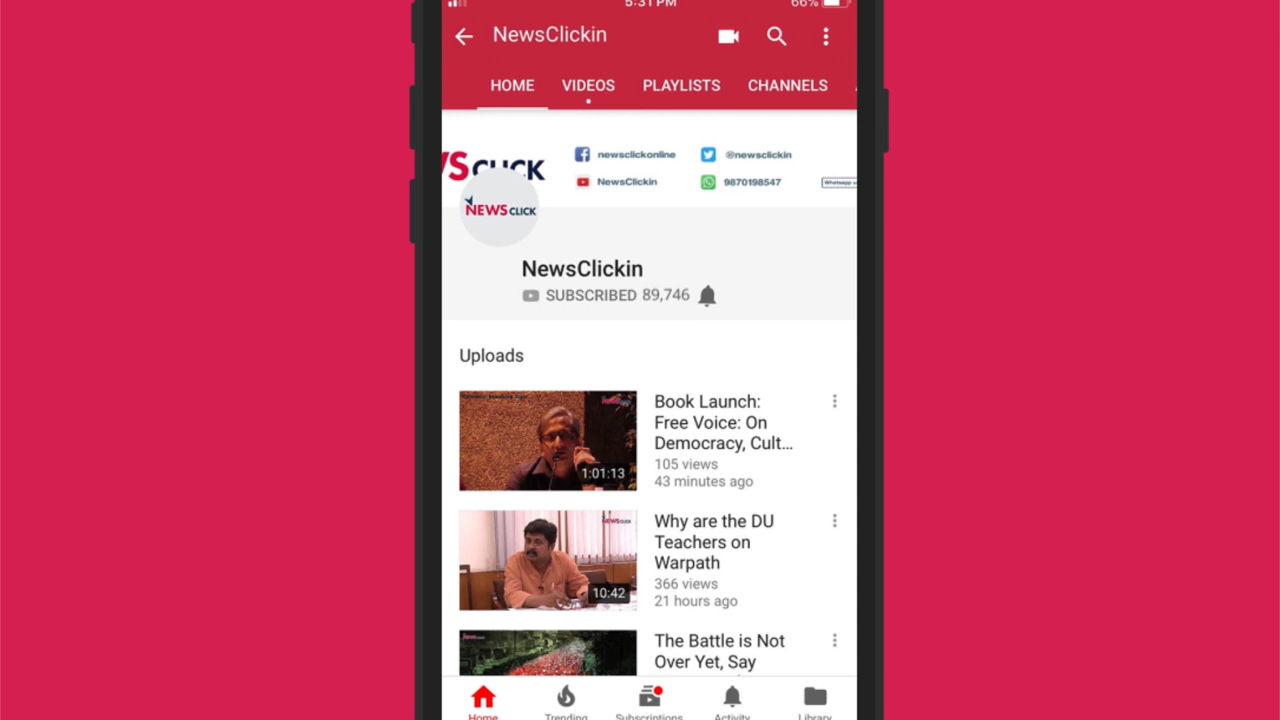 5:31 PM
66%
NewsClickin
HOME VIDEOS PLAYLISTS CHANNELS
WS CLICK
newsclickonline @newsclickin
NewsClickin 9870198547
NEWS CLICK
NewsClickin
SUBSCRIBED 89,746
Uploads
Book Launch:
Free Voice: On
Democracy, Cult...
105 views
43 minutes ago
1:01:13
Why are the DU
Teachers on
Warpath
366 views
21 hours ago
NEWSCLICK
10:42
The Battle is Not
Over Yet, Say
Home Trending Subscriptions Activity Library